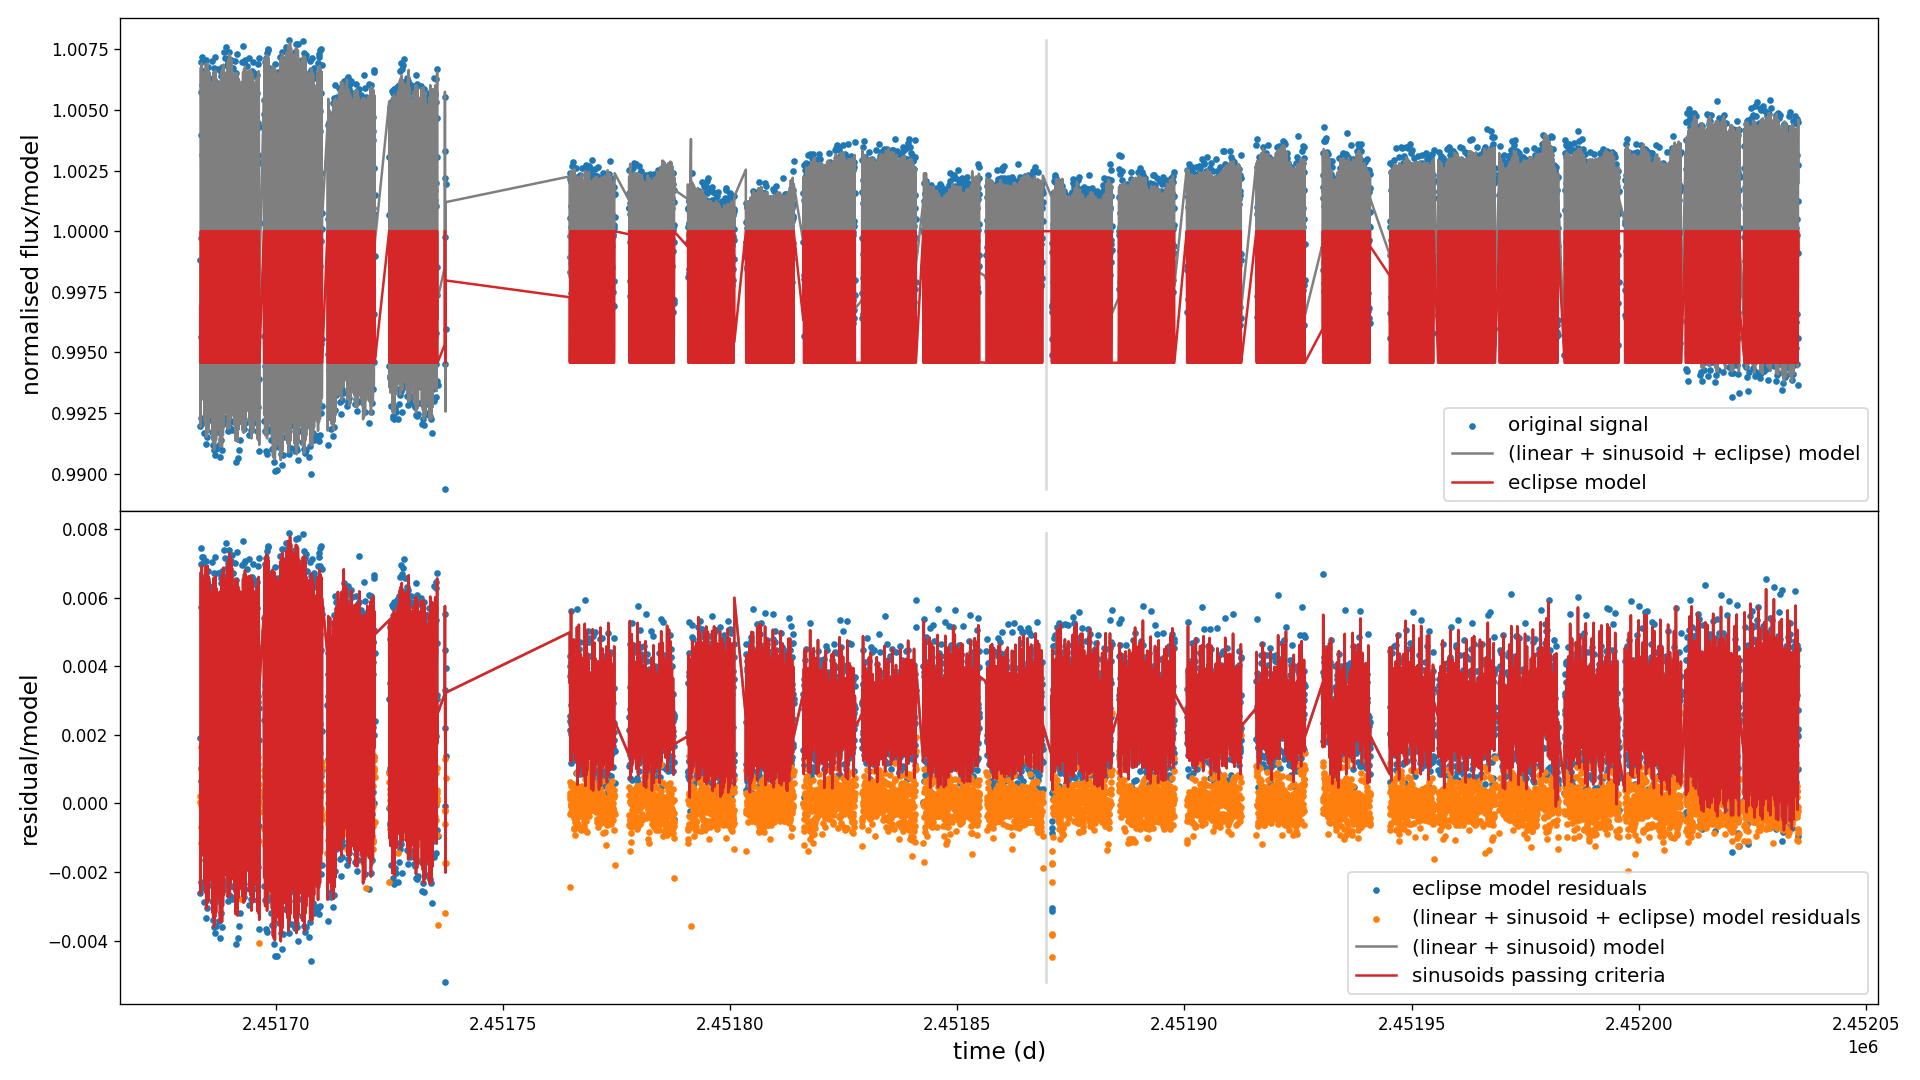 normalised flux/model
1.0075
1.0050
1.0025
1.0000
0.9975
0.9950
0.9925
0.9900
original signal
(linear + sinusoid + eclipse) model
eclipse model
residual/model
0.008
0.006
0.004
0.002
0.000
−0.002
−0.004
eclipse model residuals
(linear + sinusoid + eclipse) model residuals
(linear + sinusoid) model
sinusoids passing criteria
2.45170 2.45175 2.45180 2.45185 2.45190 2.45195 2.45200 2.45205
1e6
time (d)